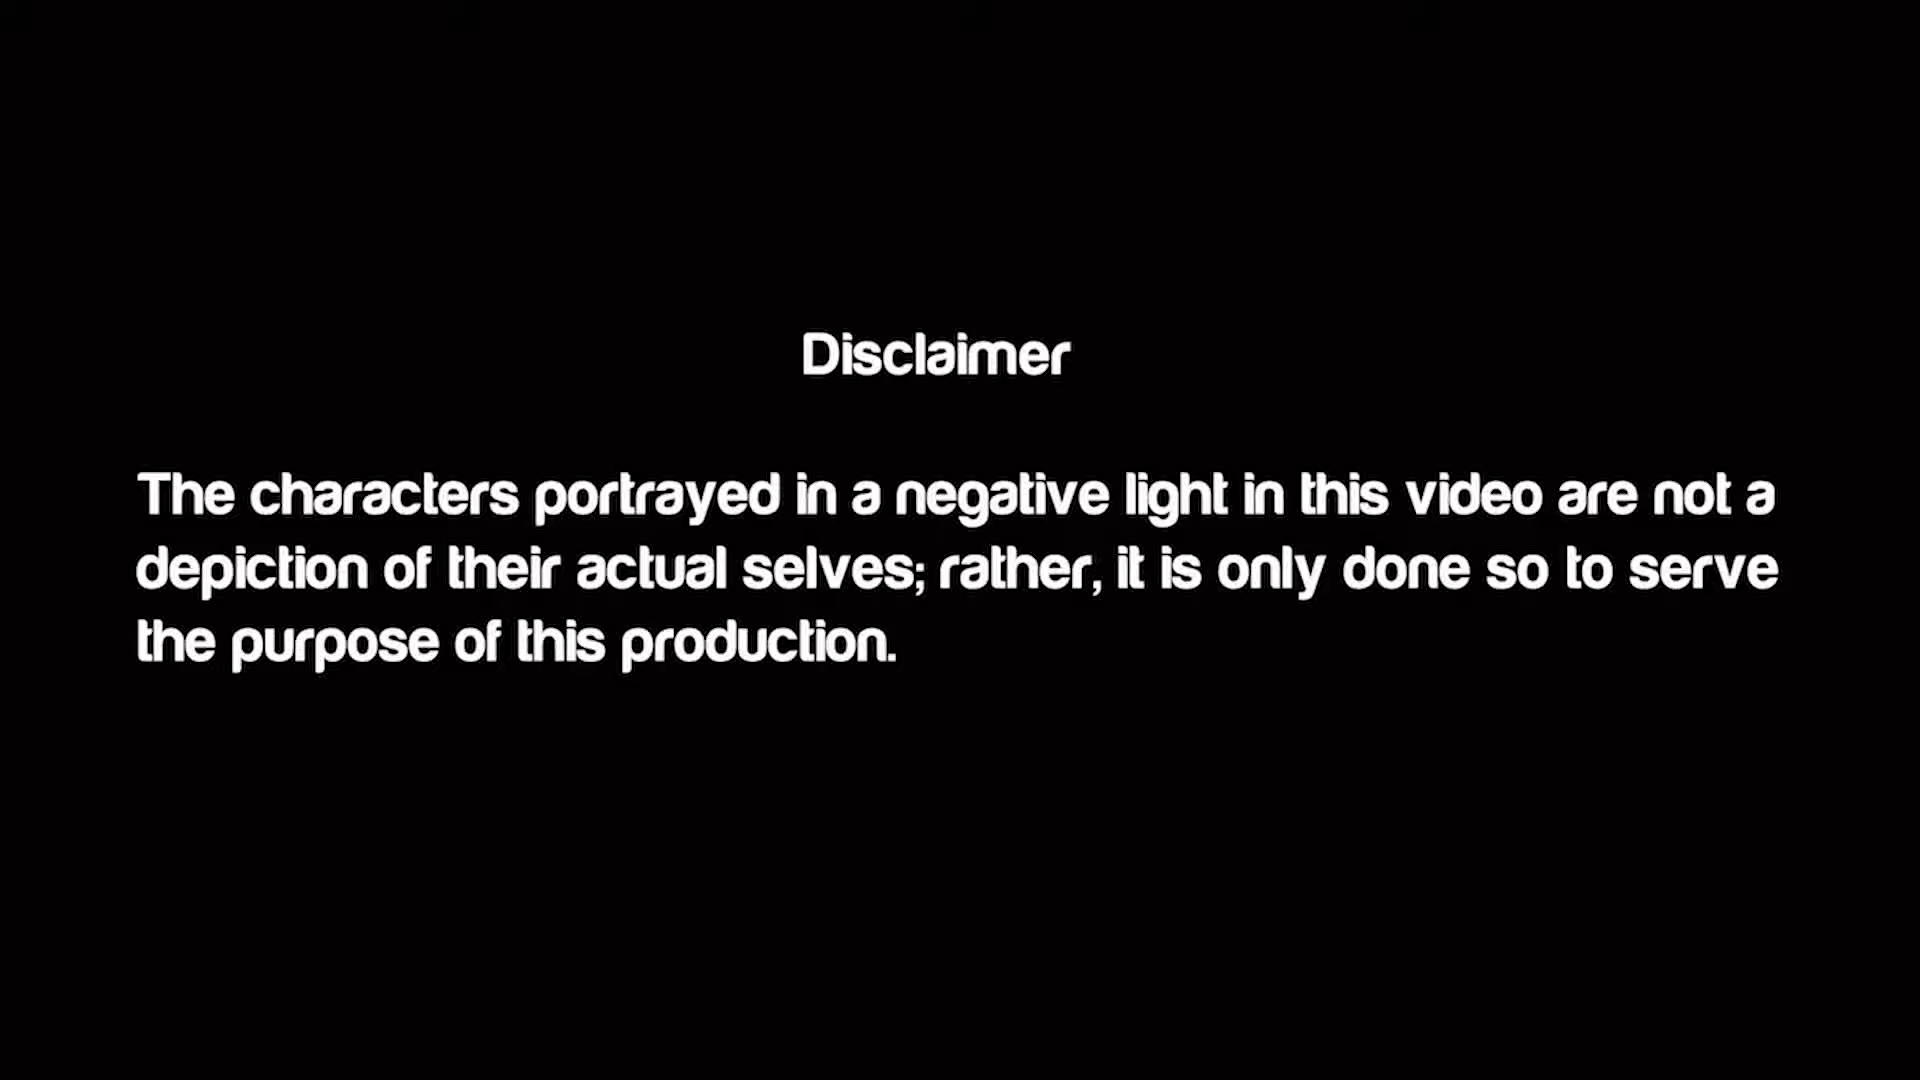 Disclaimer
The characters portrayed in a negative light in this video are not a
depiction of their actual selves; rather, it is only done so to serve
the purpose of this production.